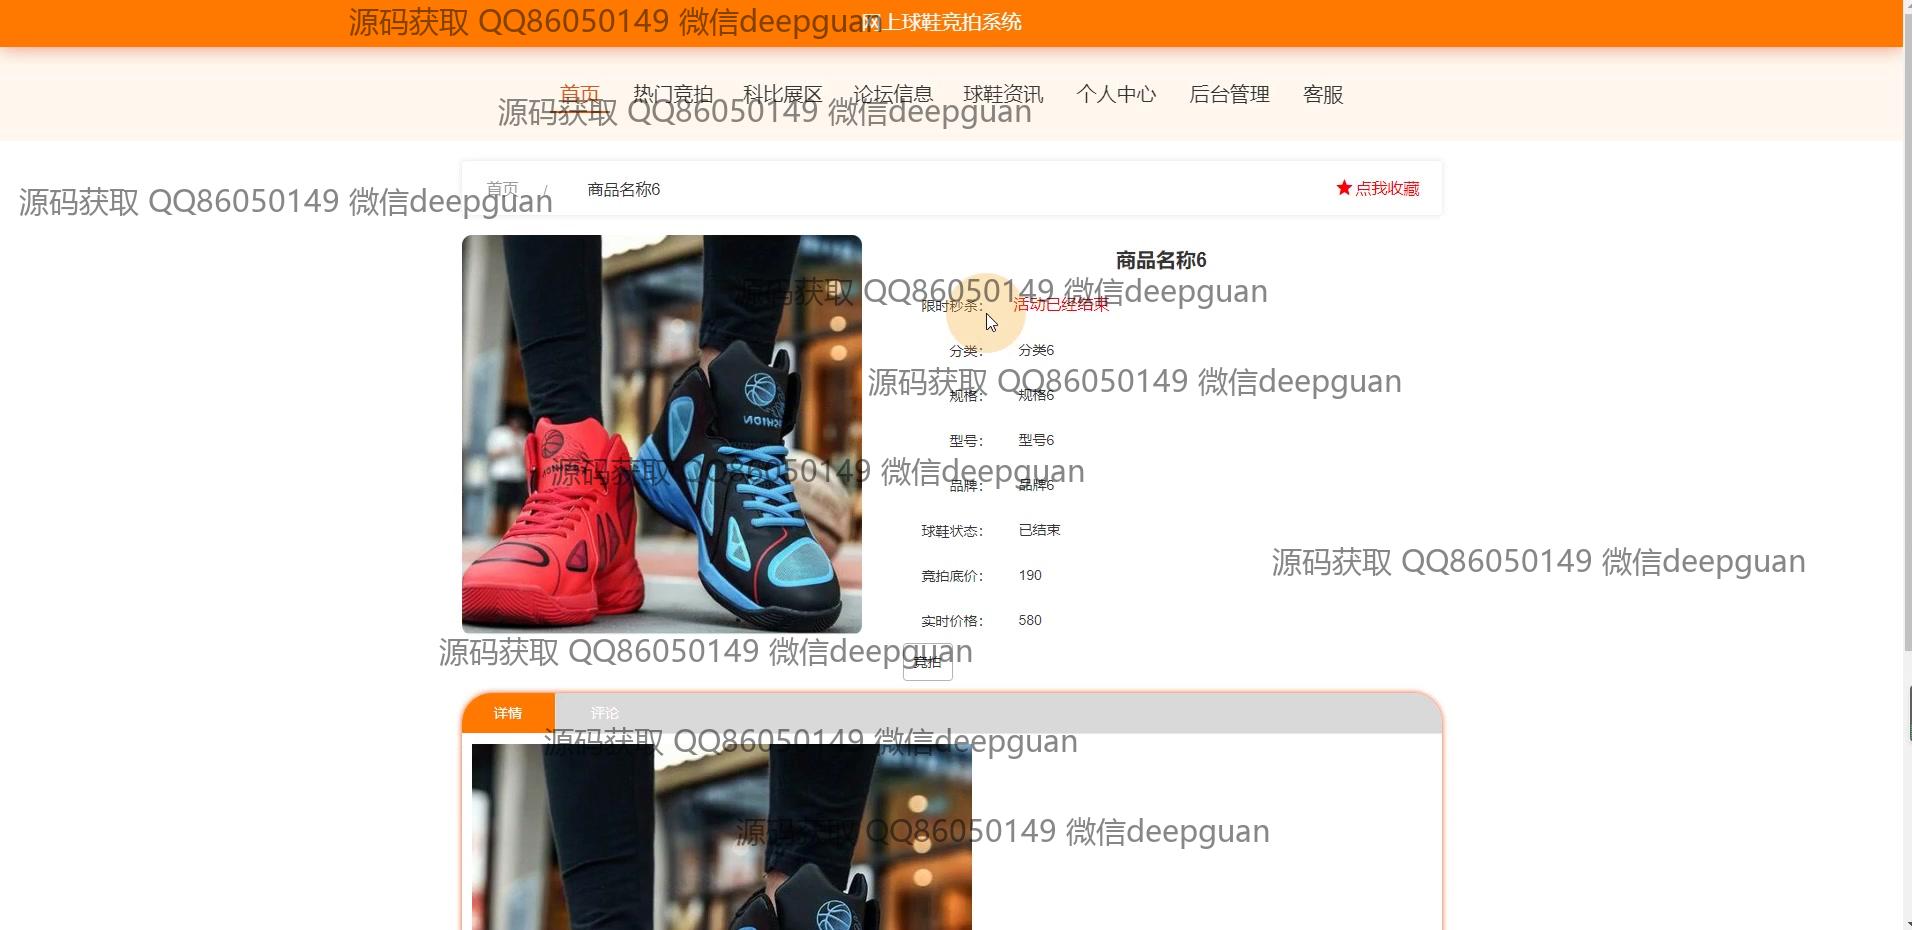 源码获取 QQ86050149 微信deepguan
网上球鞋竞拍系统
首页 热门竞拍 科比展区 论坛信息 球鞋资讯 个人中心 后台管理 客服
源码获取 QQ86050149 微信deepguan
首页 / 商品名称6 ★ 点我收藏
源码获取 QQ86050149 微信deepguan
商品名称6
源码获取 QQ86050149 微信deepguan
限时秒杀: 活动已经结束
分类: 分类6
源码获取 QQ86050149 微信deepguan
规格: 规格6
型号: 型号6
源码获取 QQ86050149 微信deepguan
品牌: 品牌6
球鞋状态: 已结束
源码获取 QQ86050149 微信deepguan
竞拍底价: 190
实时价格: 580
源码获取 QQ86050149 微信deepguan
竞拍
详情 评论
源码获取 QQ86050149 微信deepguan
源码获取 QQ86050149 微信deepguan